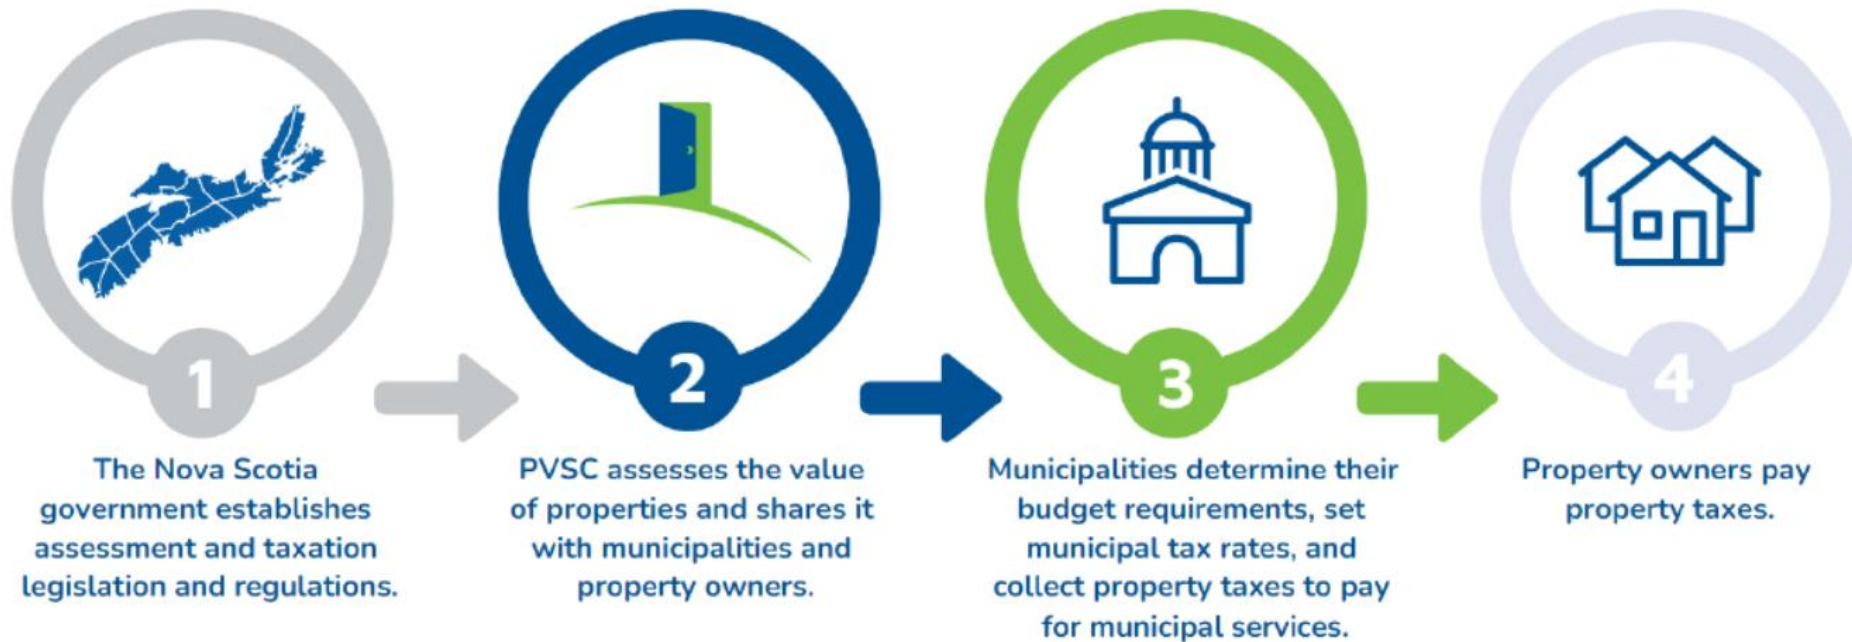 1
The Nova Scotia
government establishes
assessment and taxation
legislation and regulations.
2
PVSC assesses the value
of properties and shares it
with municipalities and
property owners.
3
Municipalities determine their
budget requirements, set
municipal tax rates, and
collect property taxes to pay
for municipal services.
4
Property owners pay
property taxes.